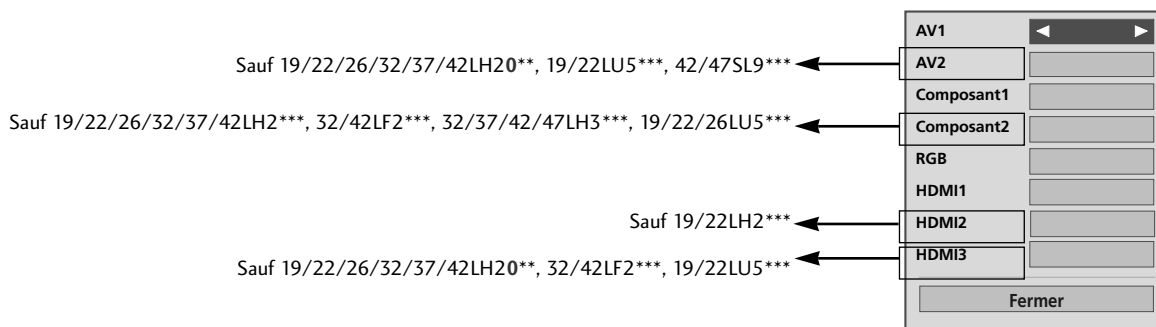 AV1
Sauf 19/22/26/32/37/42LH20**, 19/22LU5***, 42/47SL9***
AV2
Composant1
Sauf 19/22/26/32/37/42LH2***, 32/42LF2***, 32/37/42/47LH3***, 19/22/26LU5***
Composant2
RGB
HDMI1
Sauf 19/22LH2***
HDMI2
Sauf 19/22/26/32/37/42LH20**, 32/42LF2***, 19/22LU5***
HDMI3
Fermer